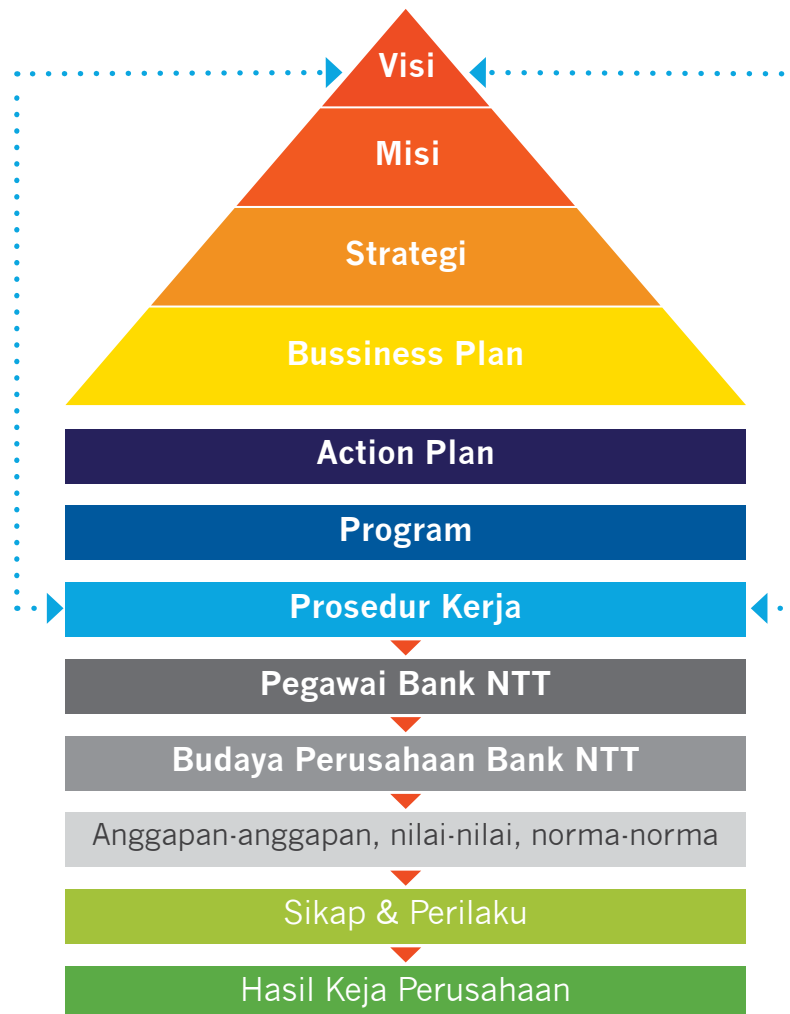 Visi
Misi
Strategi
Bussiness Plan
Action Plan
Program
Prosedur Kerja
Pegawai Bank NTT
Budaya Perusahaan Bank NTT
Anggapan-anggapan, nilai-nilai, norma-norma
Sikap & Perilaku
Hasil Keja Perusahaan